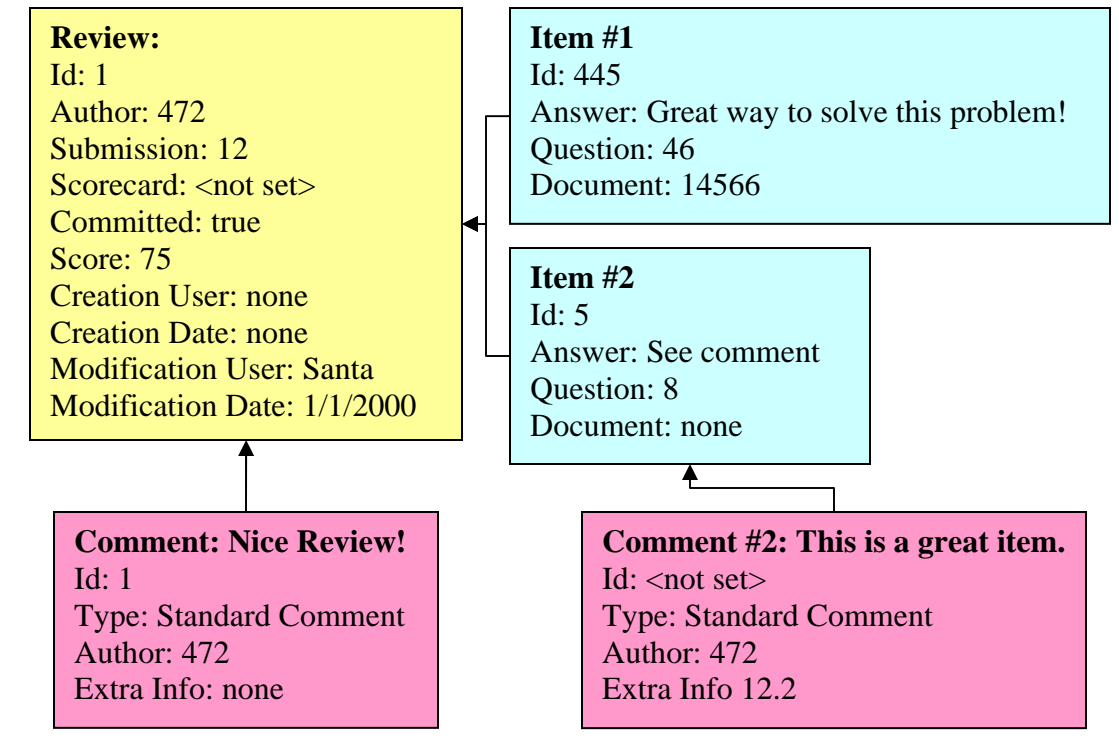 Review:
Id: 1
Author: 472
Submission: 12
Scorecard: <not set>
Committed: true
Score: 75
Creation User: none
Creation Date: none
Modification User: Santa
Modification Date: 1/1/2000
Item #1
Id: 445
Answer: Great way to solve this problem!
Question: 46
Document: 14566
Item #2
Id: 5
Answer: See comment
Question: 8
Document: none
Comment: Nice Review!
Id: 1
Type: Standard Comment
Author: 472
Extra Info: none
Comment #2: This is a great item.
Id: <not set>
Type: Standard Comment
Author: 472
Extra Info 12.2